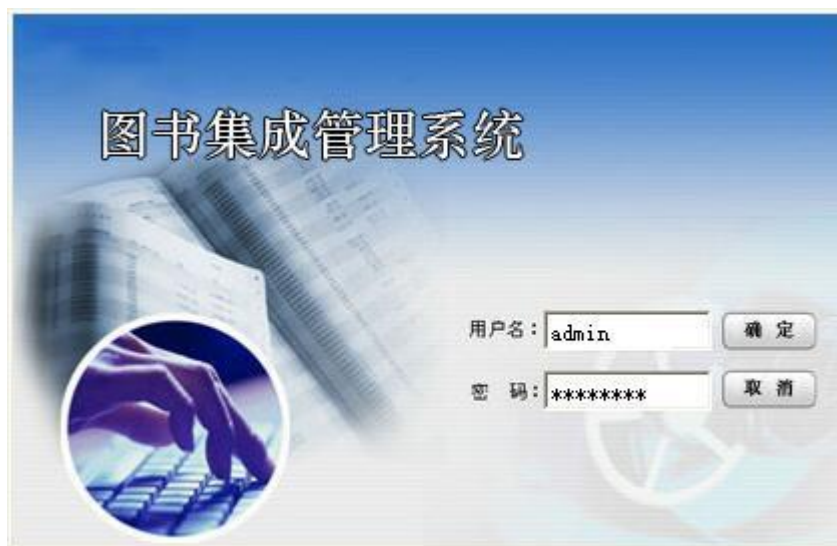 图书集成管理系统
用户名：admin 确 定
密 码：******** 取 消